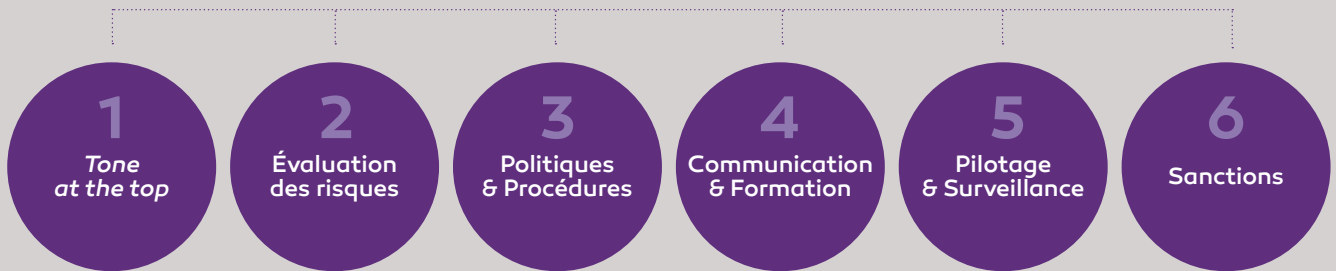 1
Tone
at the top
2
Évaluation
des risques
3
Politiques
& Procédures
4
Communication
& Formation
5
Pilotage
& Surveillance
6
Sanctions